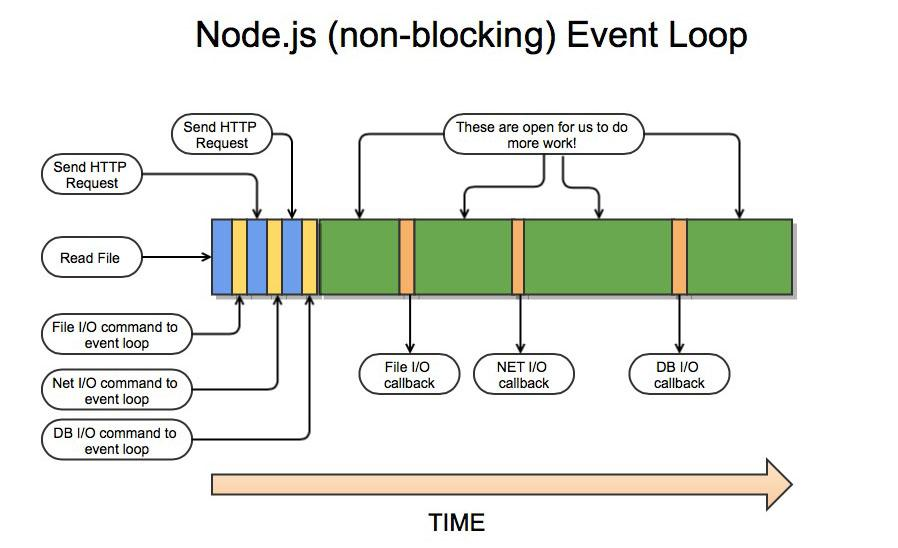 Node.js (non-blocking) Event Loop
Send HTTP
Request
These are open for us to do
more work!
Send HTTP
Request
Read File
File I/O command to
event loop
Net I/O command to
event loop
DB I/O command to
event loop
File I/O
callback
NET I/O
callback
DB I/O
callback
TIME